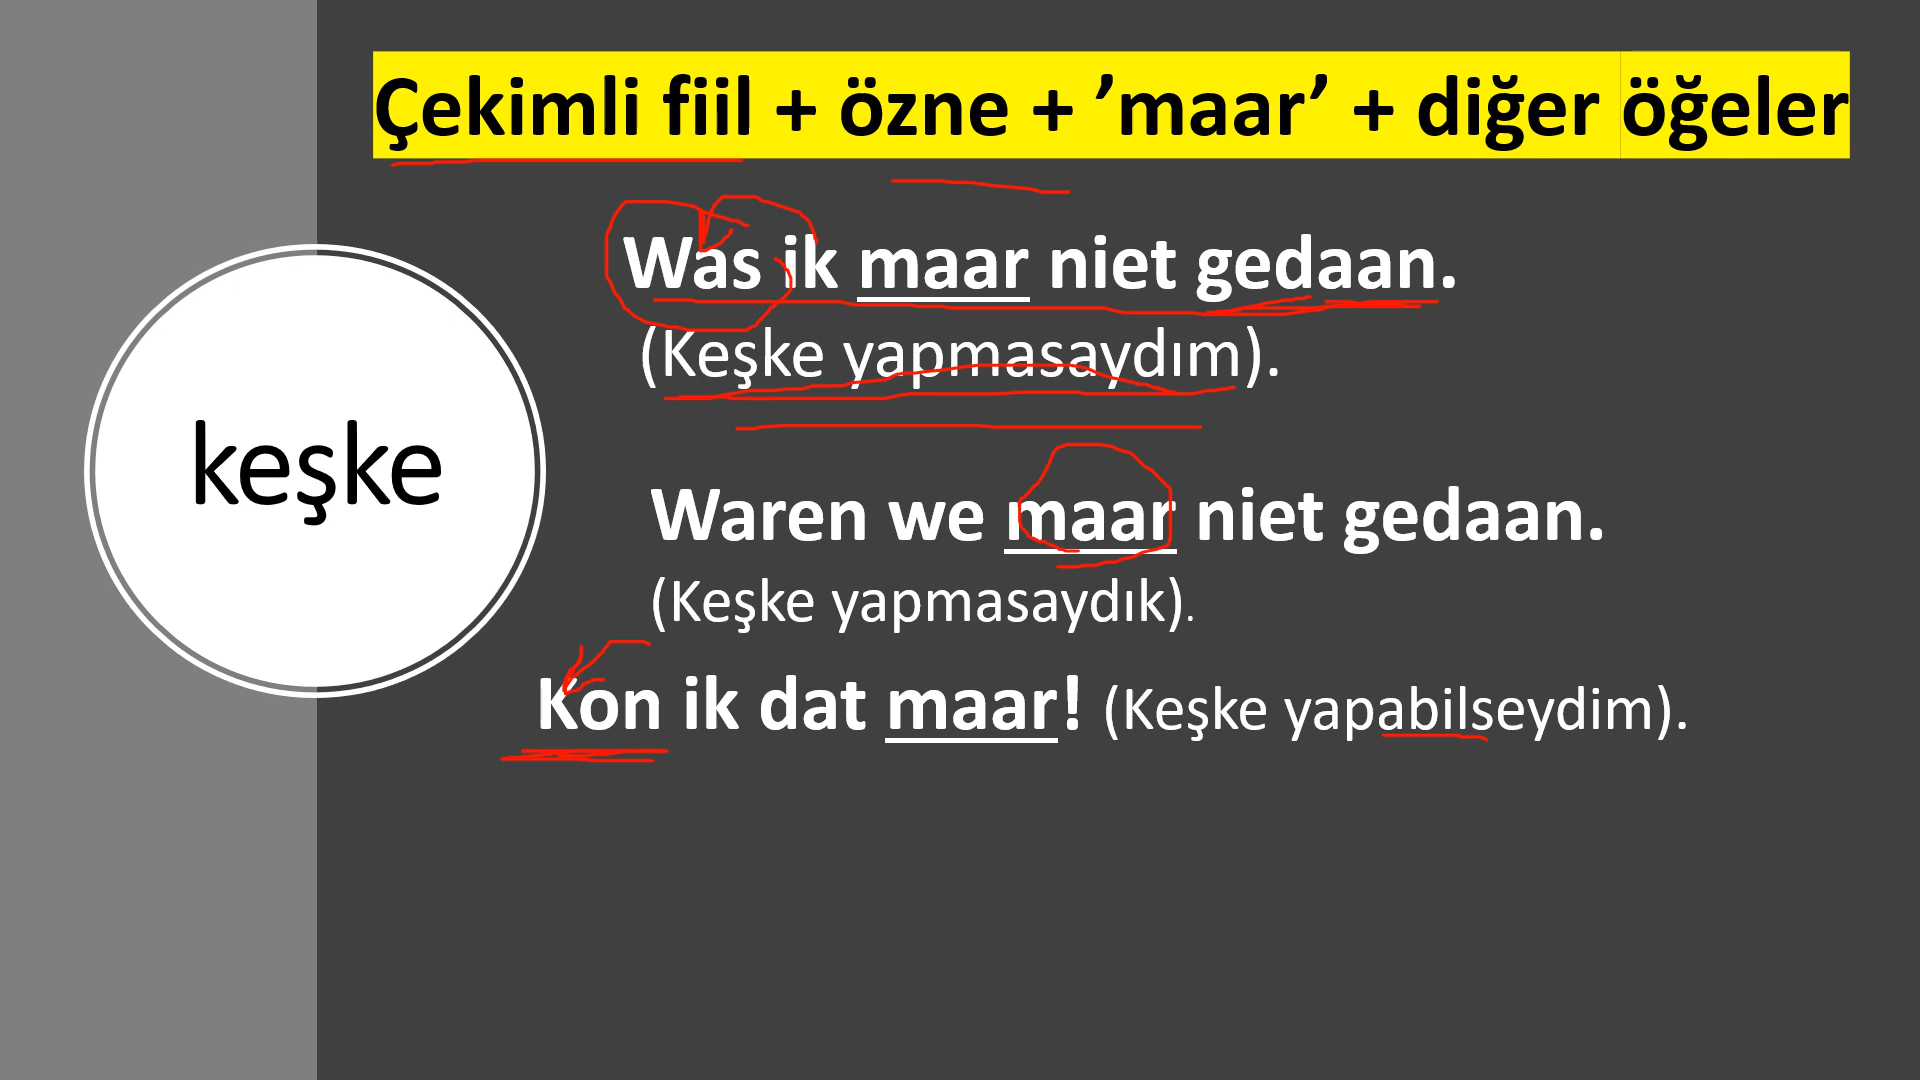 Çekimli fiil + özne + ’maar’ + diğer öğeler
keşke
Was ik maar niet gedaan.
(Keşke yapmasaydım).
Waren we maar niet gedaan.
(Keşke yapmasaydık).
Kon ik dat maar! (Keşke yapabilseydim).